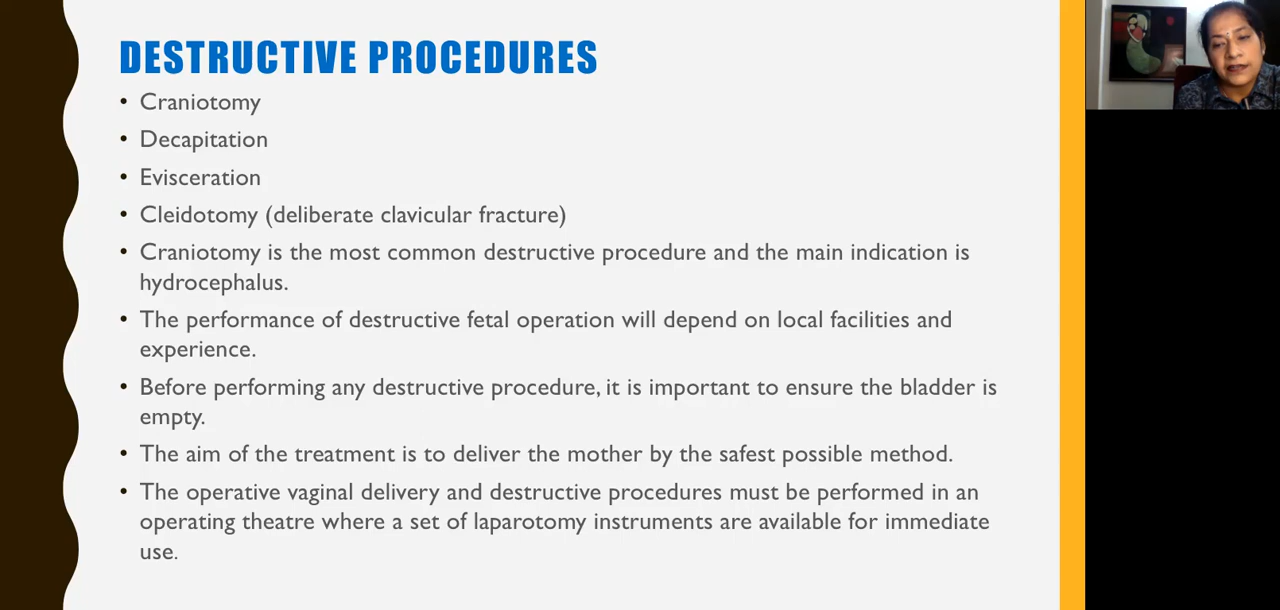 DESTRUCTIVE PROCEDURES
• Craniotomy
• Decapitation
• Evisceration
• Cleidotomy (deliberate clavicular fracture)
• Craniotomy is the most common destructive procedure and the main indication is
hydrocephalus.
• The performance of destructive fetal operation will depend on local facilities and
experience.
• Before performing any destructive procedure, it is important to ensure the bladder is
empty.
• The aim of the treatment is to deliver the mother by the safest possible method.
• The operative vaginal delivery and destructive procedures must be performed in an
operating theatre where a set of laparotomy instruments are available for immediate
use.